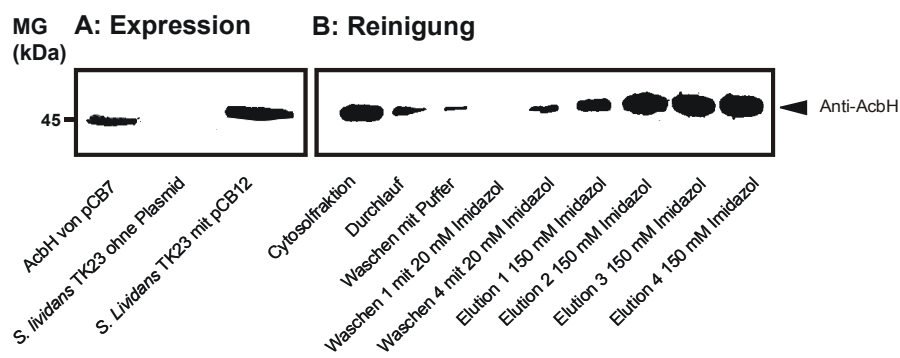 MG
(kDa)
A: Expression
B: Reinigung
45
Anti-AcbH
AcbH von pCB7
S. lividans TK23 ohne Plasmid
S. Lividans TK23 mit pCB12
Cytosolfraktion
Durchlauf
Waschen mit Puffer
Waschen 1 mit 20 mM Imidazol
Waschen 4 mit 20 mM Imidazol
Elution 1 150 mM Imidazol
Elution 2 150 mM Imidazol
Elution 3 150 mM Imidazol
Elution 4 150 mM Imidazol